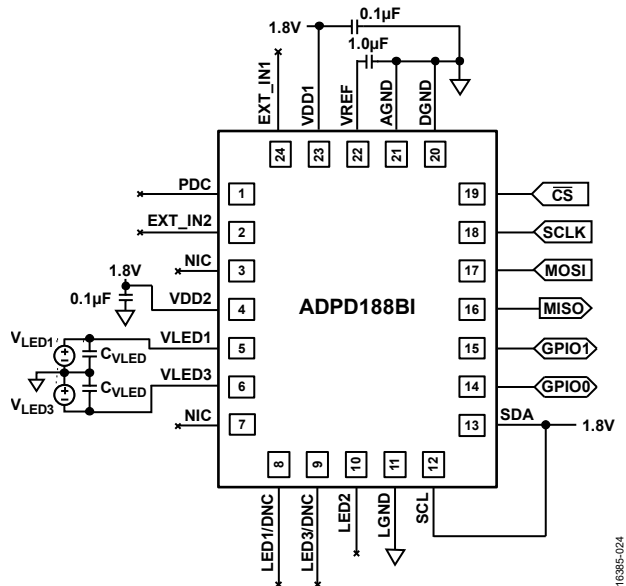 0.1µF
1.8V
1.0µF
EXT_IN1
VDD1
VREF
AGND
DGND
24
23
22
21
20
PDC
1
19
CS
EXT_IN2
2
18
SCLK
NIC
3
17
MOSI
1.8V
0.1µF
VDD2
4
ADPD188BI
16
MISO
VLED1
CVLED
VLED1
5
15
GPIO1
VLED3
CVLED
VLED3
6
14
GPIO0
NIC
7
13
SDA
1.8V
8
9
10
11
12
LED1/DNC
LED3/DNC
LED2
LGND
SCL
16385-024